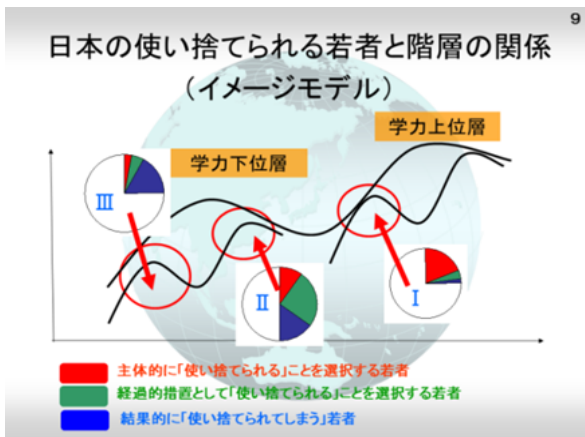 9
日本の使い捨てられる若者と階層の関係
(イメージモデル)
学力上位層
学力下位層
Ⅲ
Ⅱ
Ⅰ
主体的に「使い捨てられる」ことを選択する若者
経過的措置として「使い捨てられる」ことを選択する若者
結果的に「使い捨てられてしまう」若者